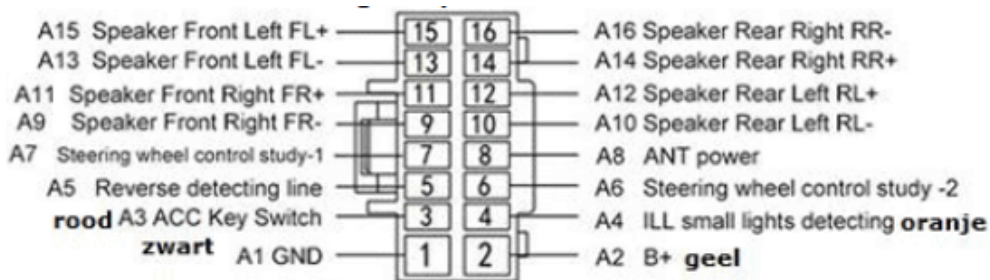 A15 Speaker Front Left FL+ 15 16 A16 Speaker Rear Right RR-
A13 Speaker Front Left FL- 13 14 A14 Speaker Rear Right RR+
A11 Speaker Front Right FR+ 11 12 A12 Speaker Rear Left RL+
A9 Speaker Front Right FR- 9 10 A10 Speaker Rear Left RL-
A7 Steering wheel control study-1 7 8 A8 ANT power
A5 Reverse detecting line 5 6 A6 Steering wheel control study -2
rood A3 ACC Key Switch 3 4 A4 ILL small lights detecting oranje
zwart A1 GND 1 2 A2 B+ geel